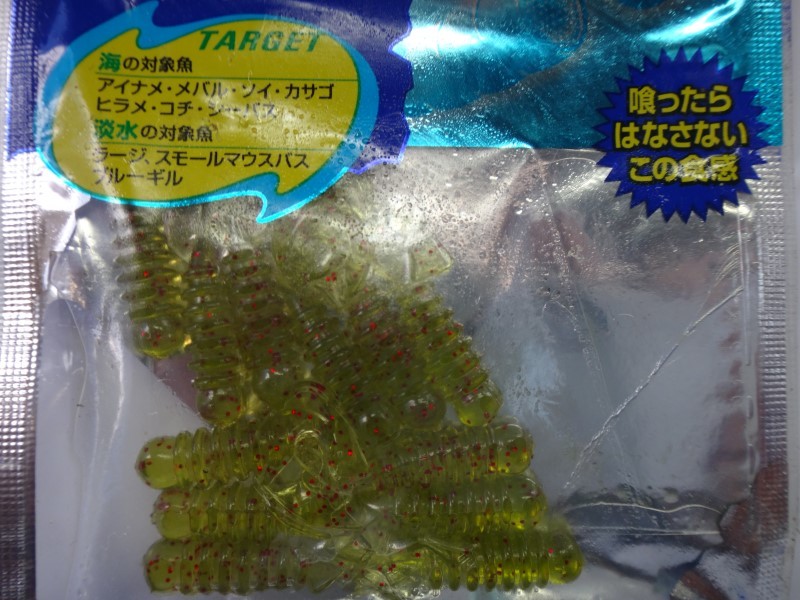 TARGET
海の対象魚
アイナメ・メバル・ソイ・カサゴ
ヒラメ・コチ・シーバス
淡水の対象魚
ラージ、スモールマウスバス
ブルーギル
喰ったら
はなさない
この食感